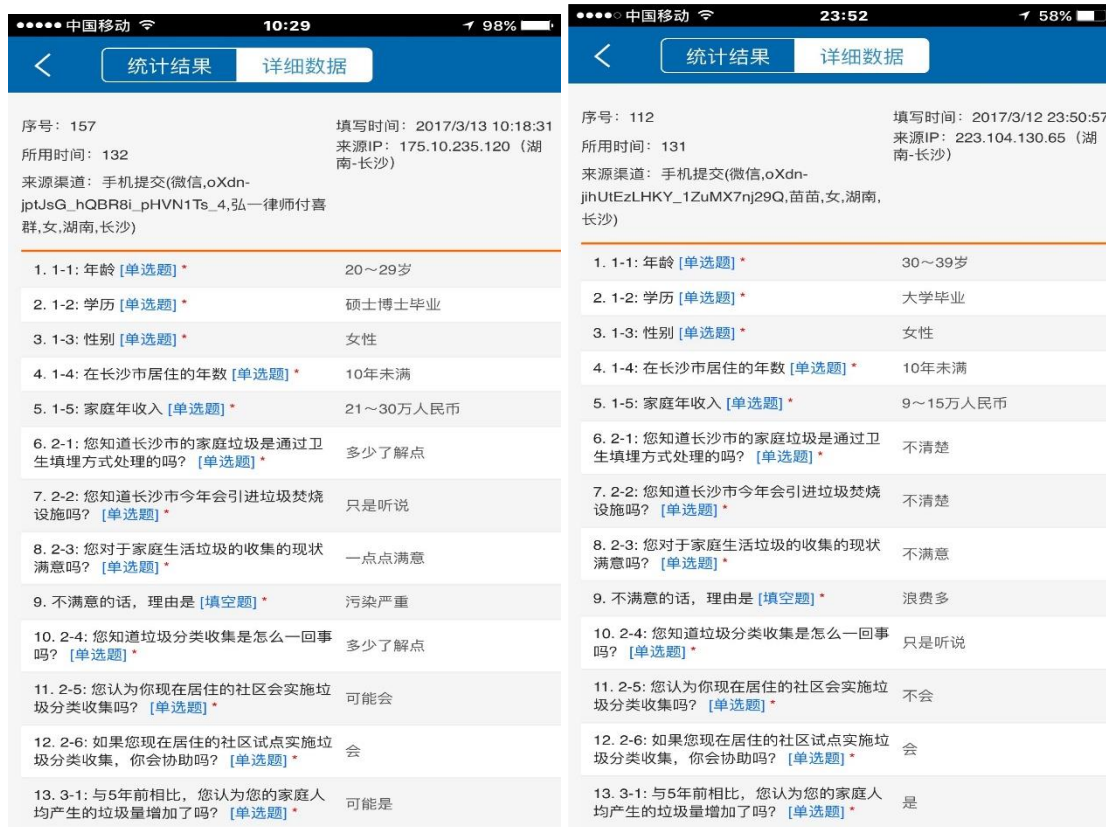 中国移动 10:29 98%
统计结果 详细数据
序号：157
填写时间：2017/3/13 10:18:31
所用时间：132
来源IP：175.10.235.120（湖
南-长沙）
来源渠道：手机提交(微信,oXdn-
jptJsG_hQBR8i_pHVN1Ts_4,弘一律师付喜
群,女,湖南,长沙)
1. 1-1: 年龄 [单选题] * 20～29岁
2. 1-2: 学历 [单选题] * 硕士博士毕业
3. 1-3: 性别 [单选题] * 女性
4. 1-4: 在长沙市居住的年数 [单选题] * 10年未满
5. 1-5: 家庭年收入 [单选题] * 21～30万人民币
6. 2-1: 您知道长沙市的家庭垃圾是通过卫
生填埋方式处理的吗？ [单选题] * 多少了解点
7. 2-2: 您知道长沙市今年会引进垃圾焚烧
设施吗？ [单选题] * 只是听说
8. 2-3: 您对于家庭生活垃圾的收集的现状
满意吗？ [单选题] * 一点点满意
9. 不满意的话，理由是 [填空题] * 污染严重
10. 2-4: 您知道垃圾分类收集是怎么一回事
吗？ [单选题] * 多少了解点
11. 2-5: 您认为你现在居住的社区会实施垃
圾分类收集吗？ [单选题] * 可能会
12. 2-6: 如果您现在居住的社区试点实施垃
圾分类收集，你会协助吗？ [单选题] * 会
13. 3-1: 与5年前相比，您认为您的家庭人
均产生的垃圾量增加了吗？ [单选题] * 可能是
中国移动 23:52 58%
统计结果 详细数据
序号：112
填写时间：2017/3/12 23:50:57
所用时间：131
来源IP：223.104.130.65（湖
南-长沙）
来源渠道：手机提交(微信,oXdn-
jihUtEzLHKY_1ZuMX7nj29Q,苗苗,女,湖南,
长沙)
1. 1-1: 年龄 [单选题] * 30～39岁
2. 1-2: 学历 [单选题] * 大学毕业
3. 1-3: 性别 [单选题] * 女性
4. 1-4: 在长沙市居住的年数 [单选题] * 10年未满
5. 1-5: 家庭年收入 [单选题] * 9～15万人民币
6. 2-1: 您知道长沙市的家庭垃圾是通过卫
生填埋方式处理的吗？ [单选题] * 不清楚
7. 2-2: 您知道长沙市今年会引进垃圾焚烧
设施吗？ [单选题] * 不清楚
8. 2-3: 您对于家庭生活垃圾的收集的现状
满意吗？ [单选题] * 不满意
9. 不满意的话，理由是 [填空题] * 浪费多
10. 2-4: 您知道垃圾分类收集是怎么一回事
吗？ [单选题] * 只是听说
11. 2-5: 您认为你现在居住的社区会实施垃
圾分类收集吗？ [单选题] * 不会
12. 2-6: 如果您现在居住的社区试点实施垃
圾分类收集，你会协助吗？ [单选题] * 会
13. 3-1: 与5年前相比，您认为您的家庭人
均产生的垃圾量增加了吗？ [单选题] * 是